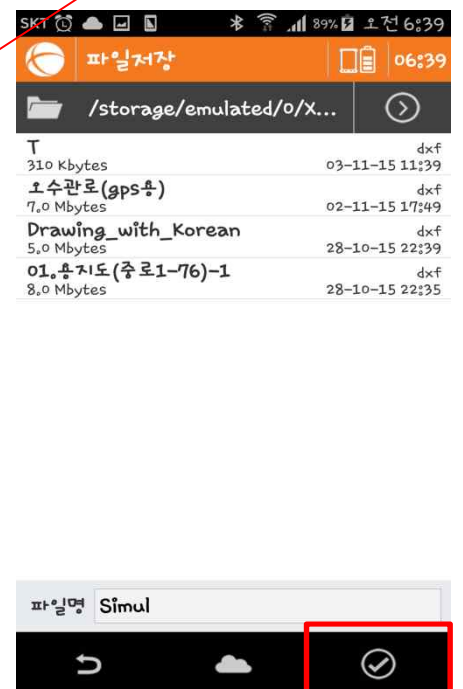 SKT 89% 오전 6:39
파일저장 06:39
/storage/emulated/0/X...
T dxf
310 Kbytes 03-11-15 11:39
오수관로(gps용) dxf
7.0 Mbytes 02-11-15 17:49
Drawing_with_Korean dxf
5.0 Mbytes 28-10-15 22:39
01.용지도(중로1-76)-1 dxf
8.0 Mbytes 28-10-15 22:35
파일명 Simul